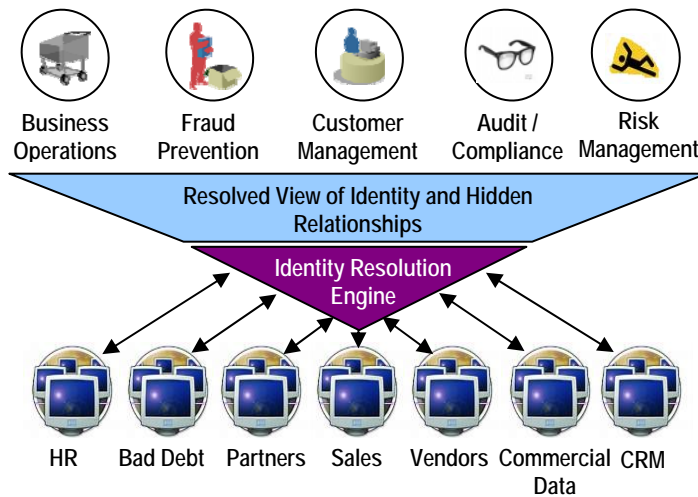 Business
Operations
Fraud
Prevention
Customer
Management
Audit /
Compliance
Risk
Management
Resolved View of Identity and Hidden
Relationships
Identity Resolution
Engine
HR
Bad Debt
Partners
Sales
Vendors
Commercial
Data
CRM